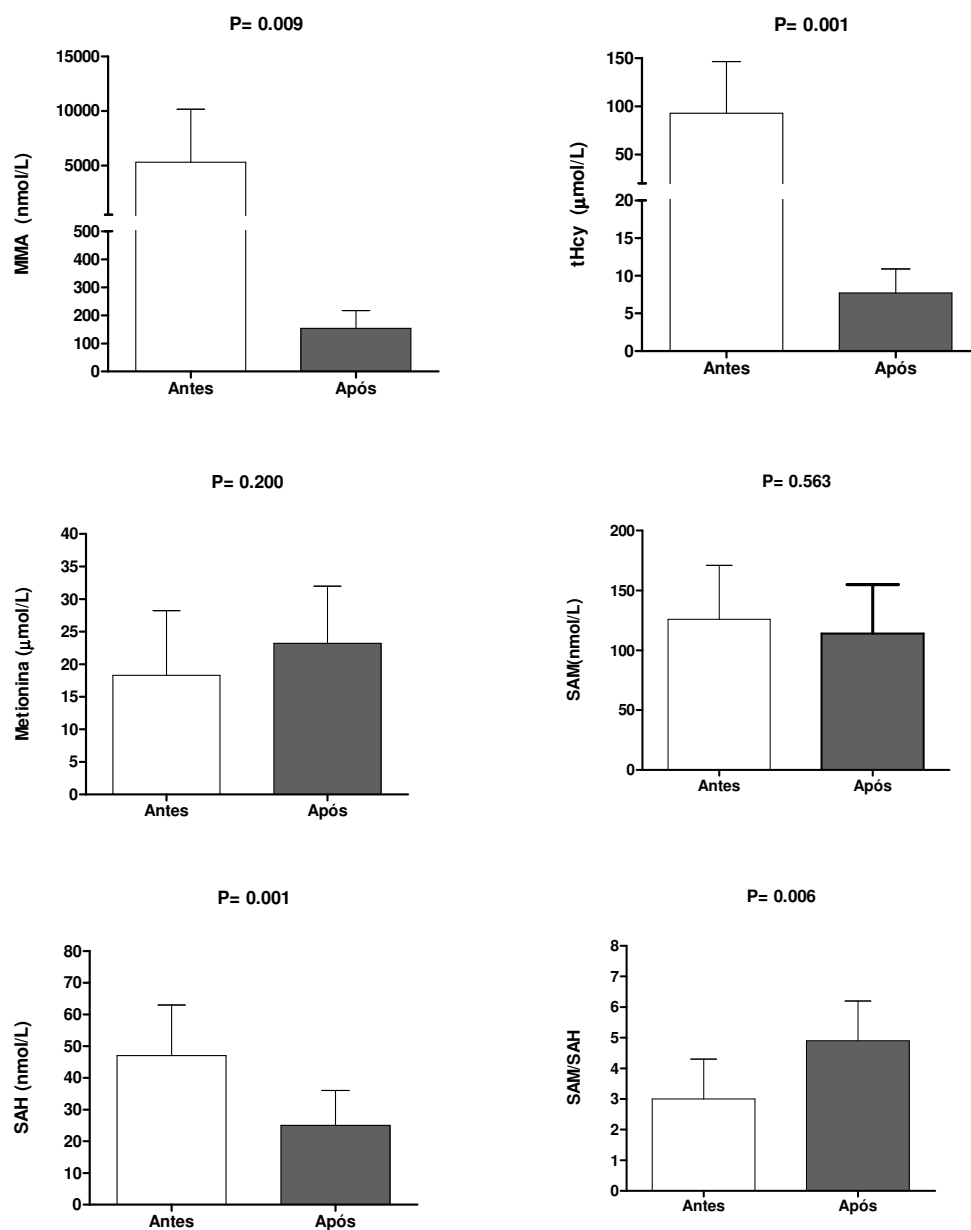 P= 0.009
15000
10000
5000
500
400
300
200
100
0
MMA (nmol/L)
Antes Após
P= 0.001
150
100
50
20
15
10
5
0
tHcy (μmol/L)
Antes Após
P= 0.200
40
35
30
25
20
15
10
5
0
Metionina (μmol/L)
Antes Após
P= 0.563
200
150
100
50
0
SAM(nmol/L)
Antes Após
P= 0.001
80
70
60
50
40
30
20
10
0
SAH (nmol/L)
Antes Após
P= 0.006
8
7
6
5
4
3
2
1
0
SAM/SAH
Antes Após